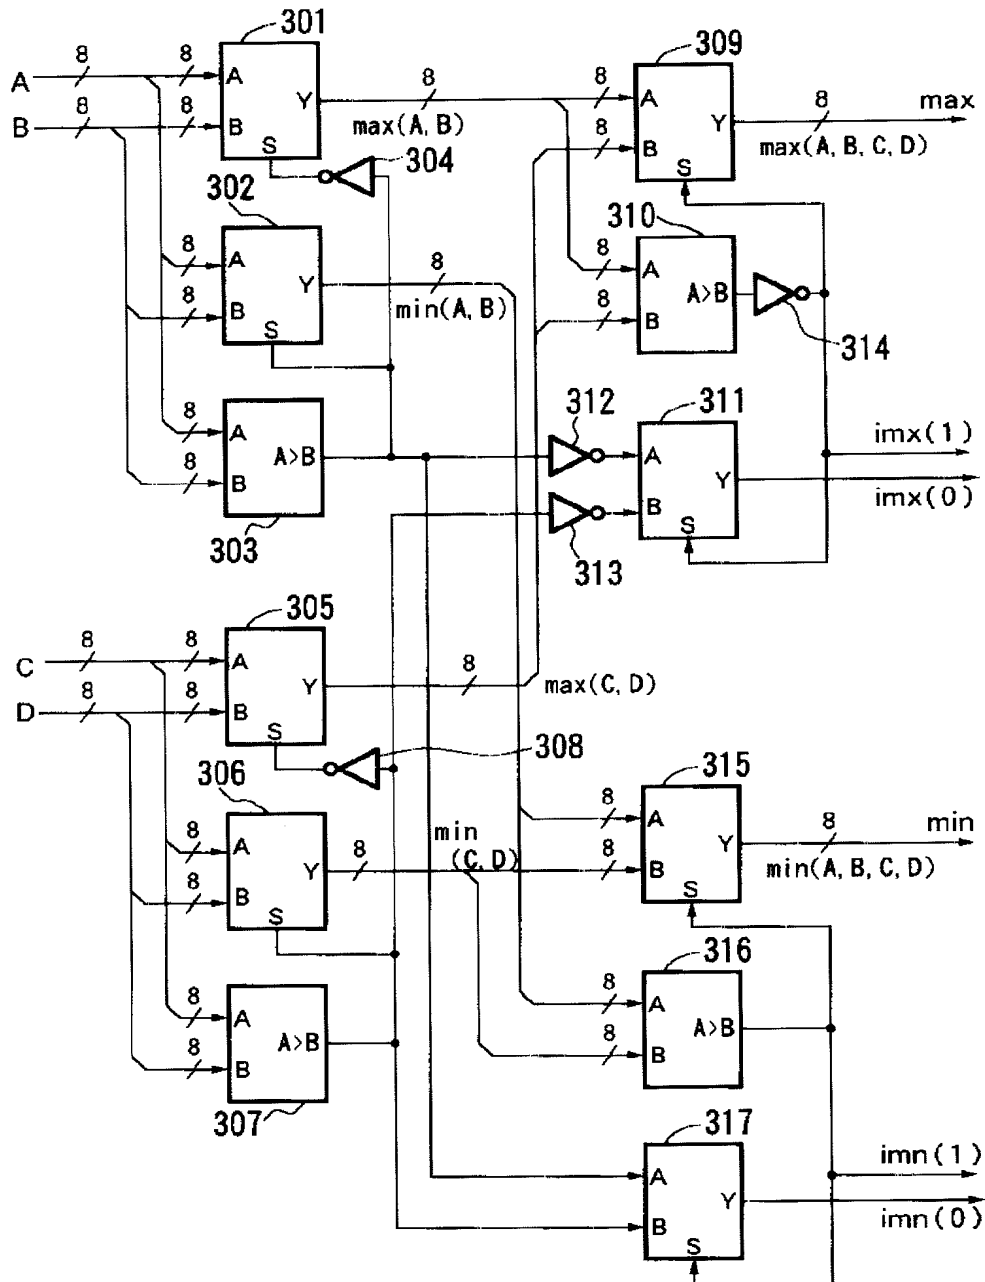 301
309
8
8
8
8
8
A
A
A
Y
Y
max
B
8
8
B
max(A, B)
8
B
max(A, B, C, D)
S
304
S
302
310
8
A
Y
8
8
A
A>B
8
B
min(A, B)
8
B
S
314
8
A
A>B
312
311
imx(1)
8
B
A
Y
imx(0)
303
B
S
313
305
8
8
C
A
Y
8
max(C, D)
8
8
D
B
S
308
306
315
8
A
8
A
Y
8
min
min
(C, D)
8
Y
8
B
min(A, B, C, D)
8
B
S
S
316
8
A
A>B
8
A
A>B
8
B
8
B
307
317
imn(1)
A
Y
imn(0)
B
S